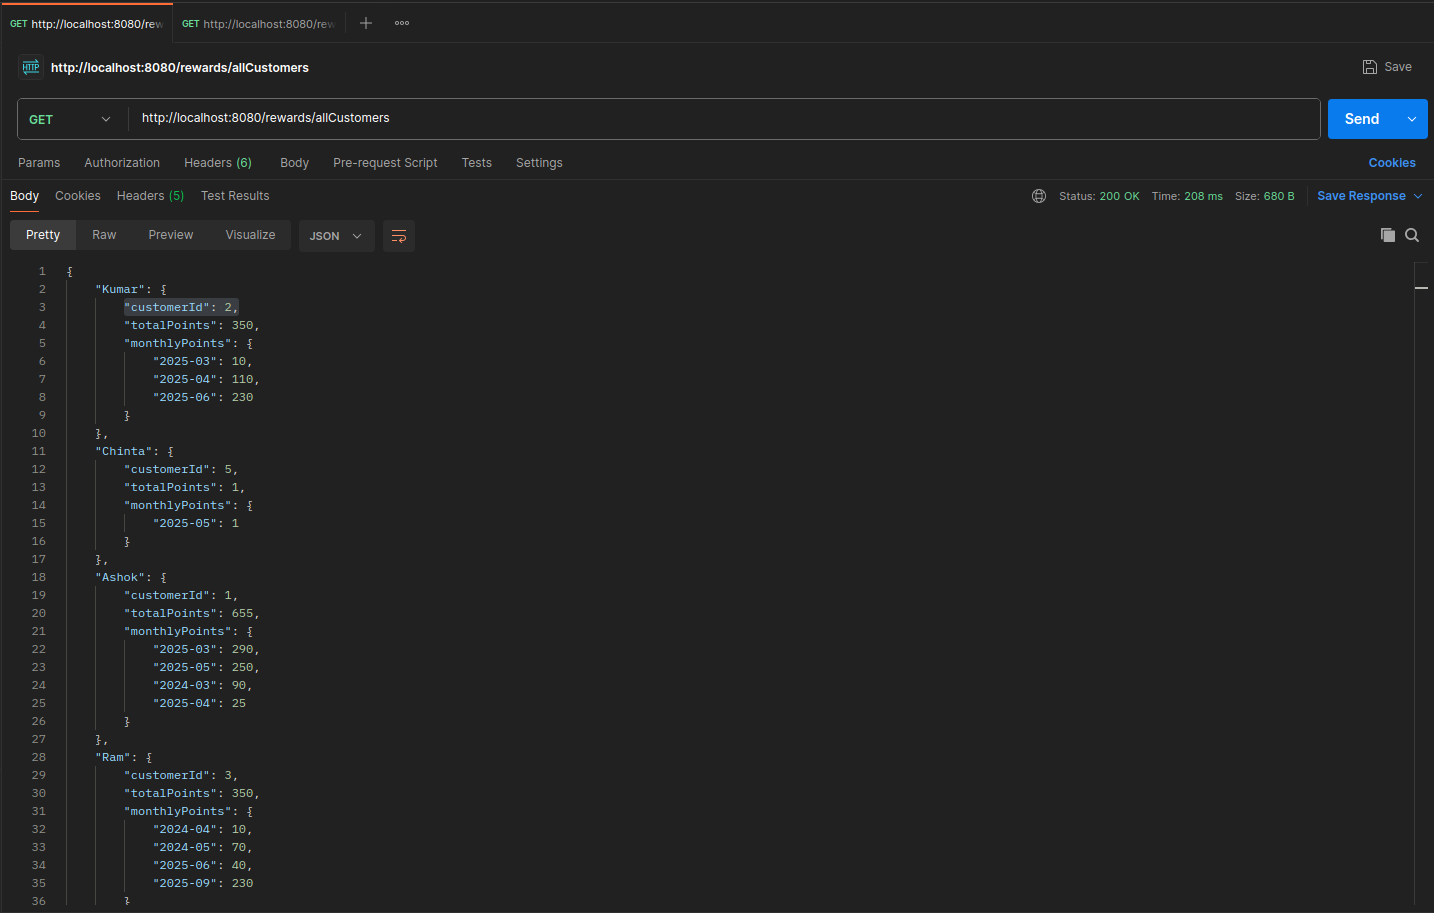 GET http://localhost:8080/rew GET http://localhost:8080/rew
HTTP http://localhost:8080/rewards/allCustomers Save
GET http://localhost:8080/rewards/allCustomers Send
Params Authorization Headers (6) Body Pre-request Script Tests Settings Cookies
Body Cookies Headers (5) Test Results Status: 200 OK Time: 208 ms Size: 680 B Save Response
Pretty Raw Preview Visualize JSON
1 {
2 "Kumar": {
3 "customerId": 2,
4 "totalPoints": 350,
5 "monthlyPoints": {
6 "2025-03": 10,
7 "2025-04": 110,
8 "2025-06": 230
9 }
10 },
11 "Chinta": {
12 "customerId": 5,
13 "totalPoints": 1,
14 "monthlyPoints": {
15 "2025-05": 1
16 }
17 },
18 "Ashok": {
19 "customerId": 1,
20 "totalPoints": 655,
21 "monthlyPoints": {
22 "2025-03": 290,
23 "2025-05": 250,
24 "2024-03": 90,
25 "2025-04": 25
26 }
27 },
28 "Ram": {
29 "customerId": 3,
30 "totalPoints": 350,
31 "monthlyPoints": {
32 "2024-04": 10,
33 "2024-05": 70,
34 "2025-06": 40,
35 "2025-09": 230
36 }